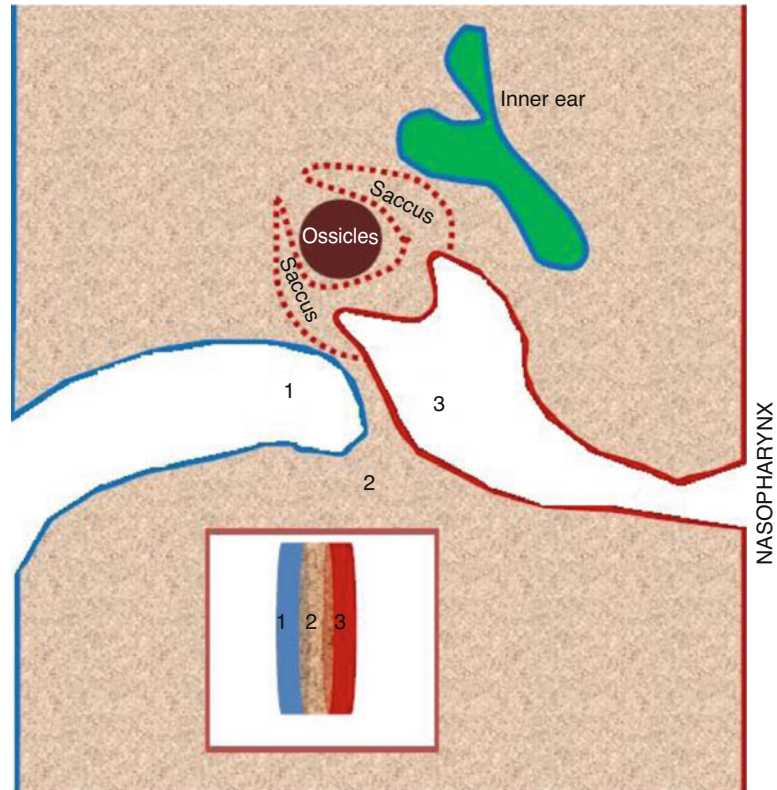 Inner ear
Saccus
Ossicles
Saccus
1
3
2
NASOPHARYNX
1 2 3